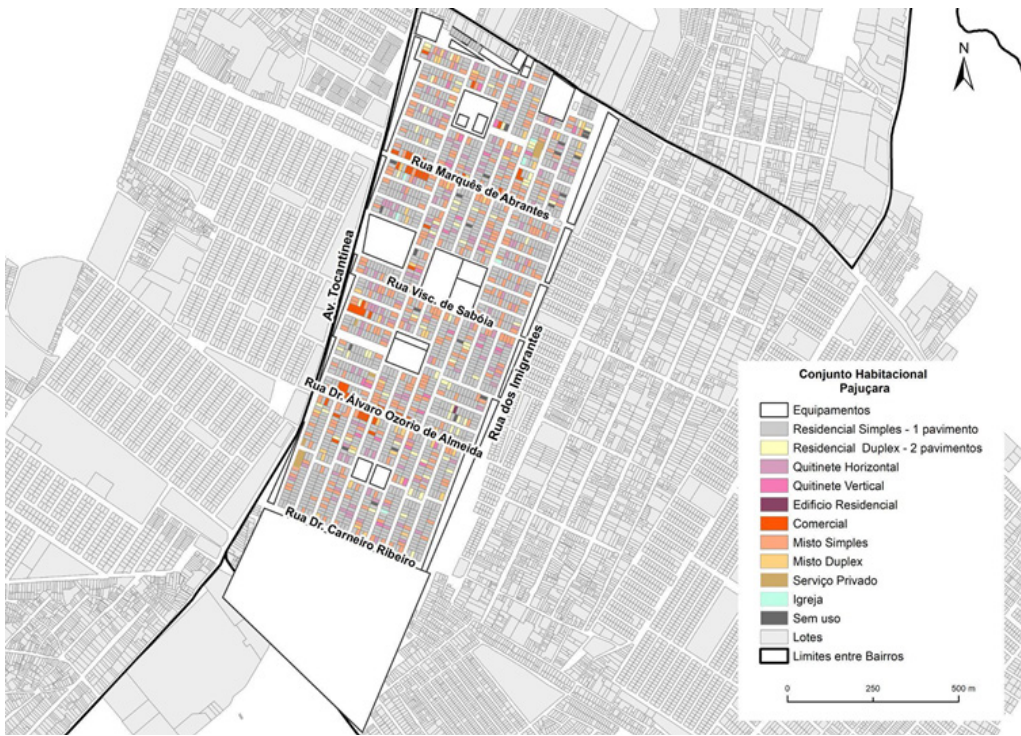 N
Rua Marquês de Abrantes
Av. Tocantinea
Rua Visc. de Sabóia
Rua dos Imigrantes
Rua Dr. Álvaro Ozorio de Almeida
Rua Dr. Carneiro Ribeiro
Conjunto Habitacional
Pajuçara
Equipamentos
Residencial Simples - 1 pavimento
Residencial Duplex - 2 pavimentos
Quitinete Horizontal
Quitinete Vertical
Edificio Residencial
Comercial
Misto Simples
Misto Duplex
Serviço Privado
Igreja
Sem uso
Lotes
Limites entre Bairros
0 250 500 m